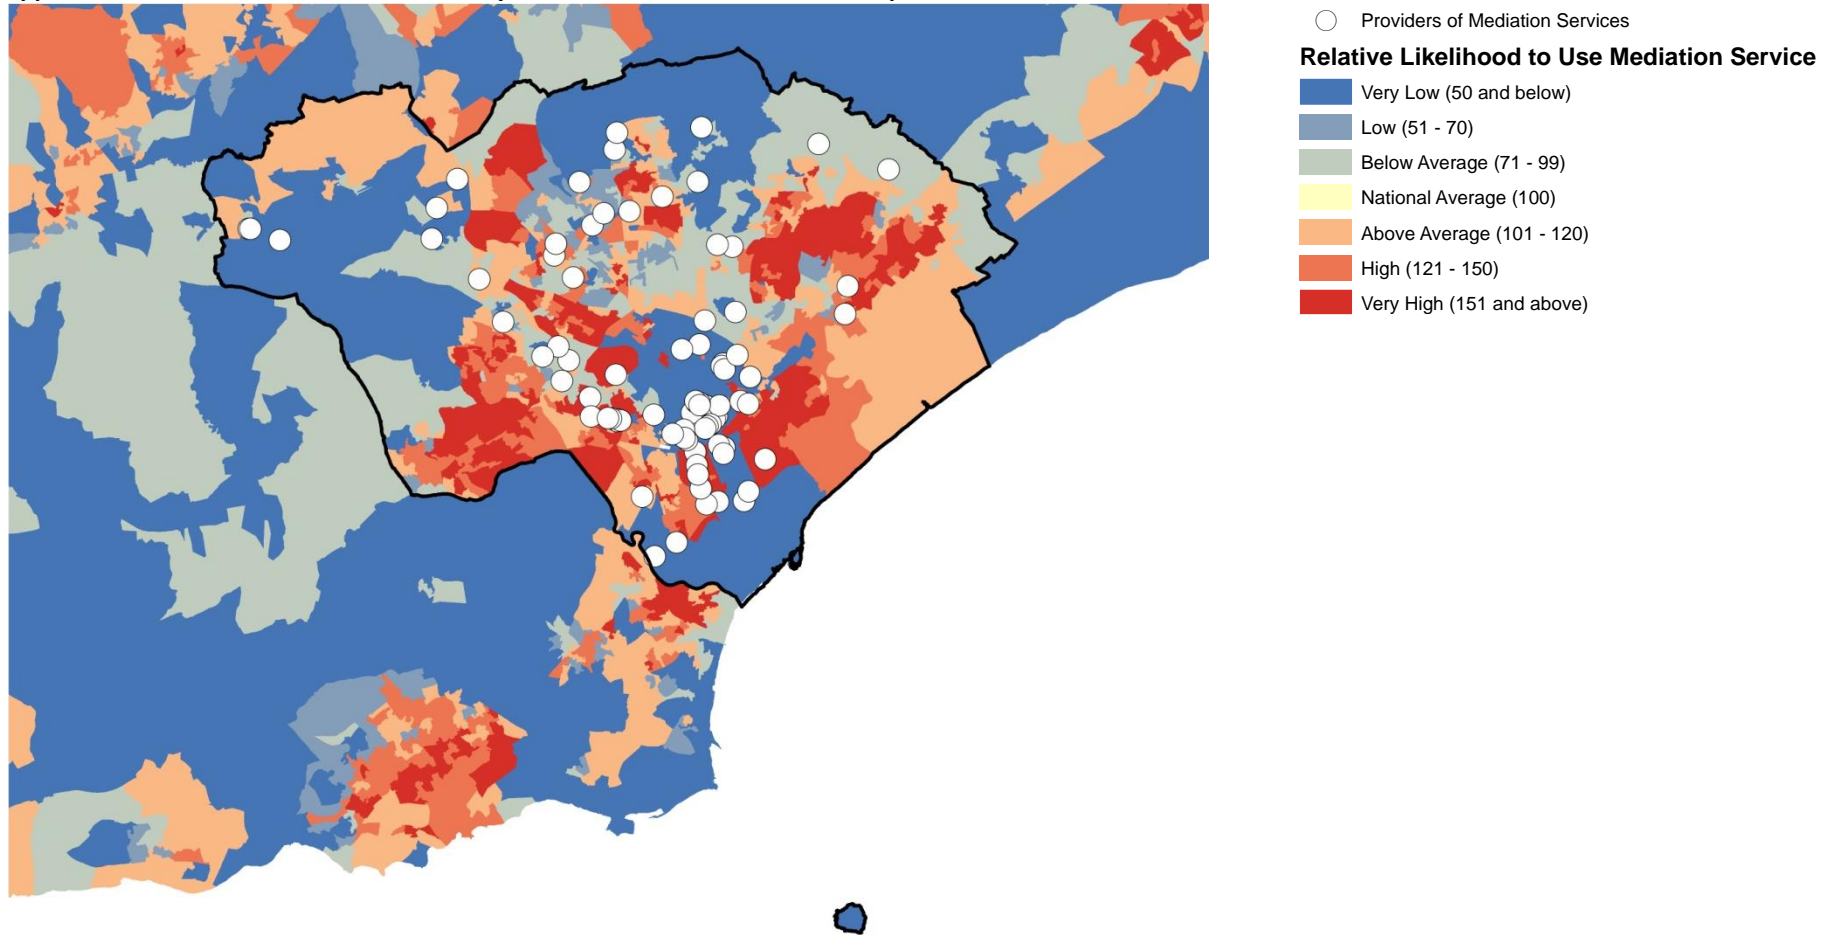 Providers of Mediation Services
Relative Likelihood to Use Mediation Service
Very Low (50 and below)
Low (51 - 70)
Below Average (71 - 99)
National Average (100)
Above Average (101 - 120)
High (121 - 150)
Very High (151 and above)